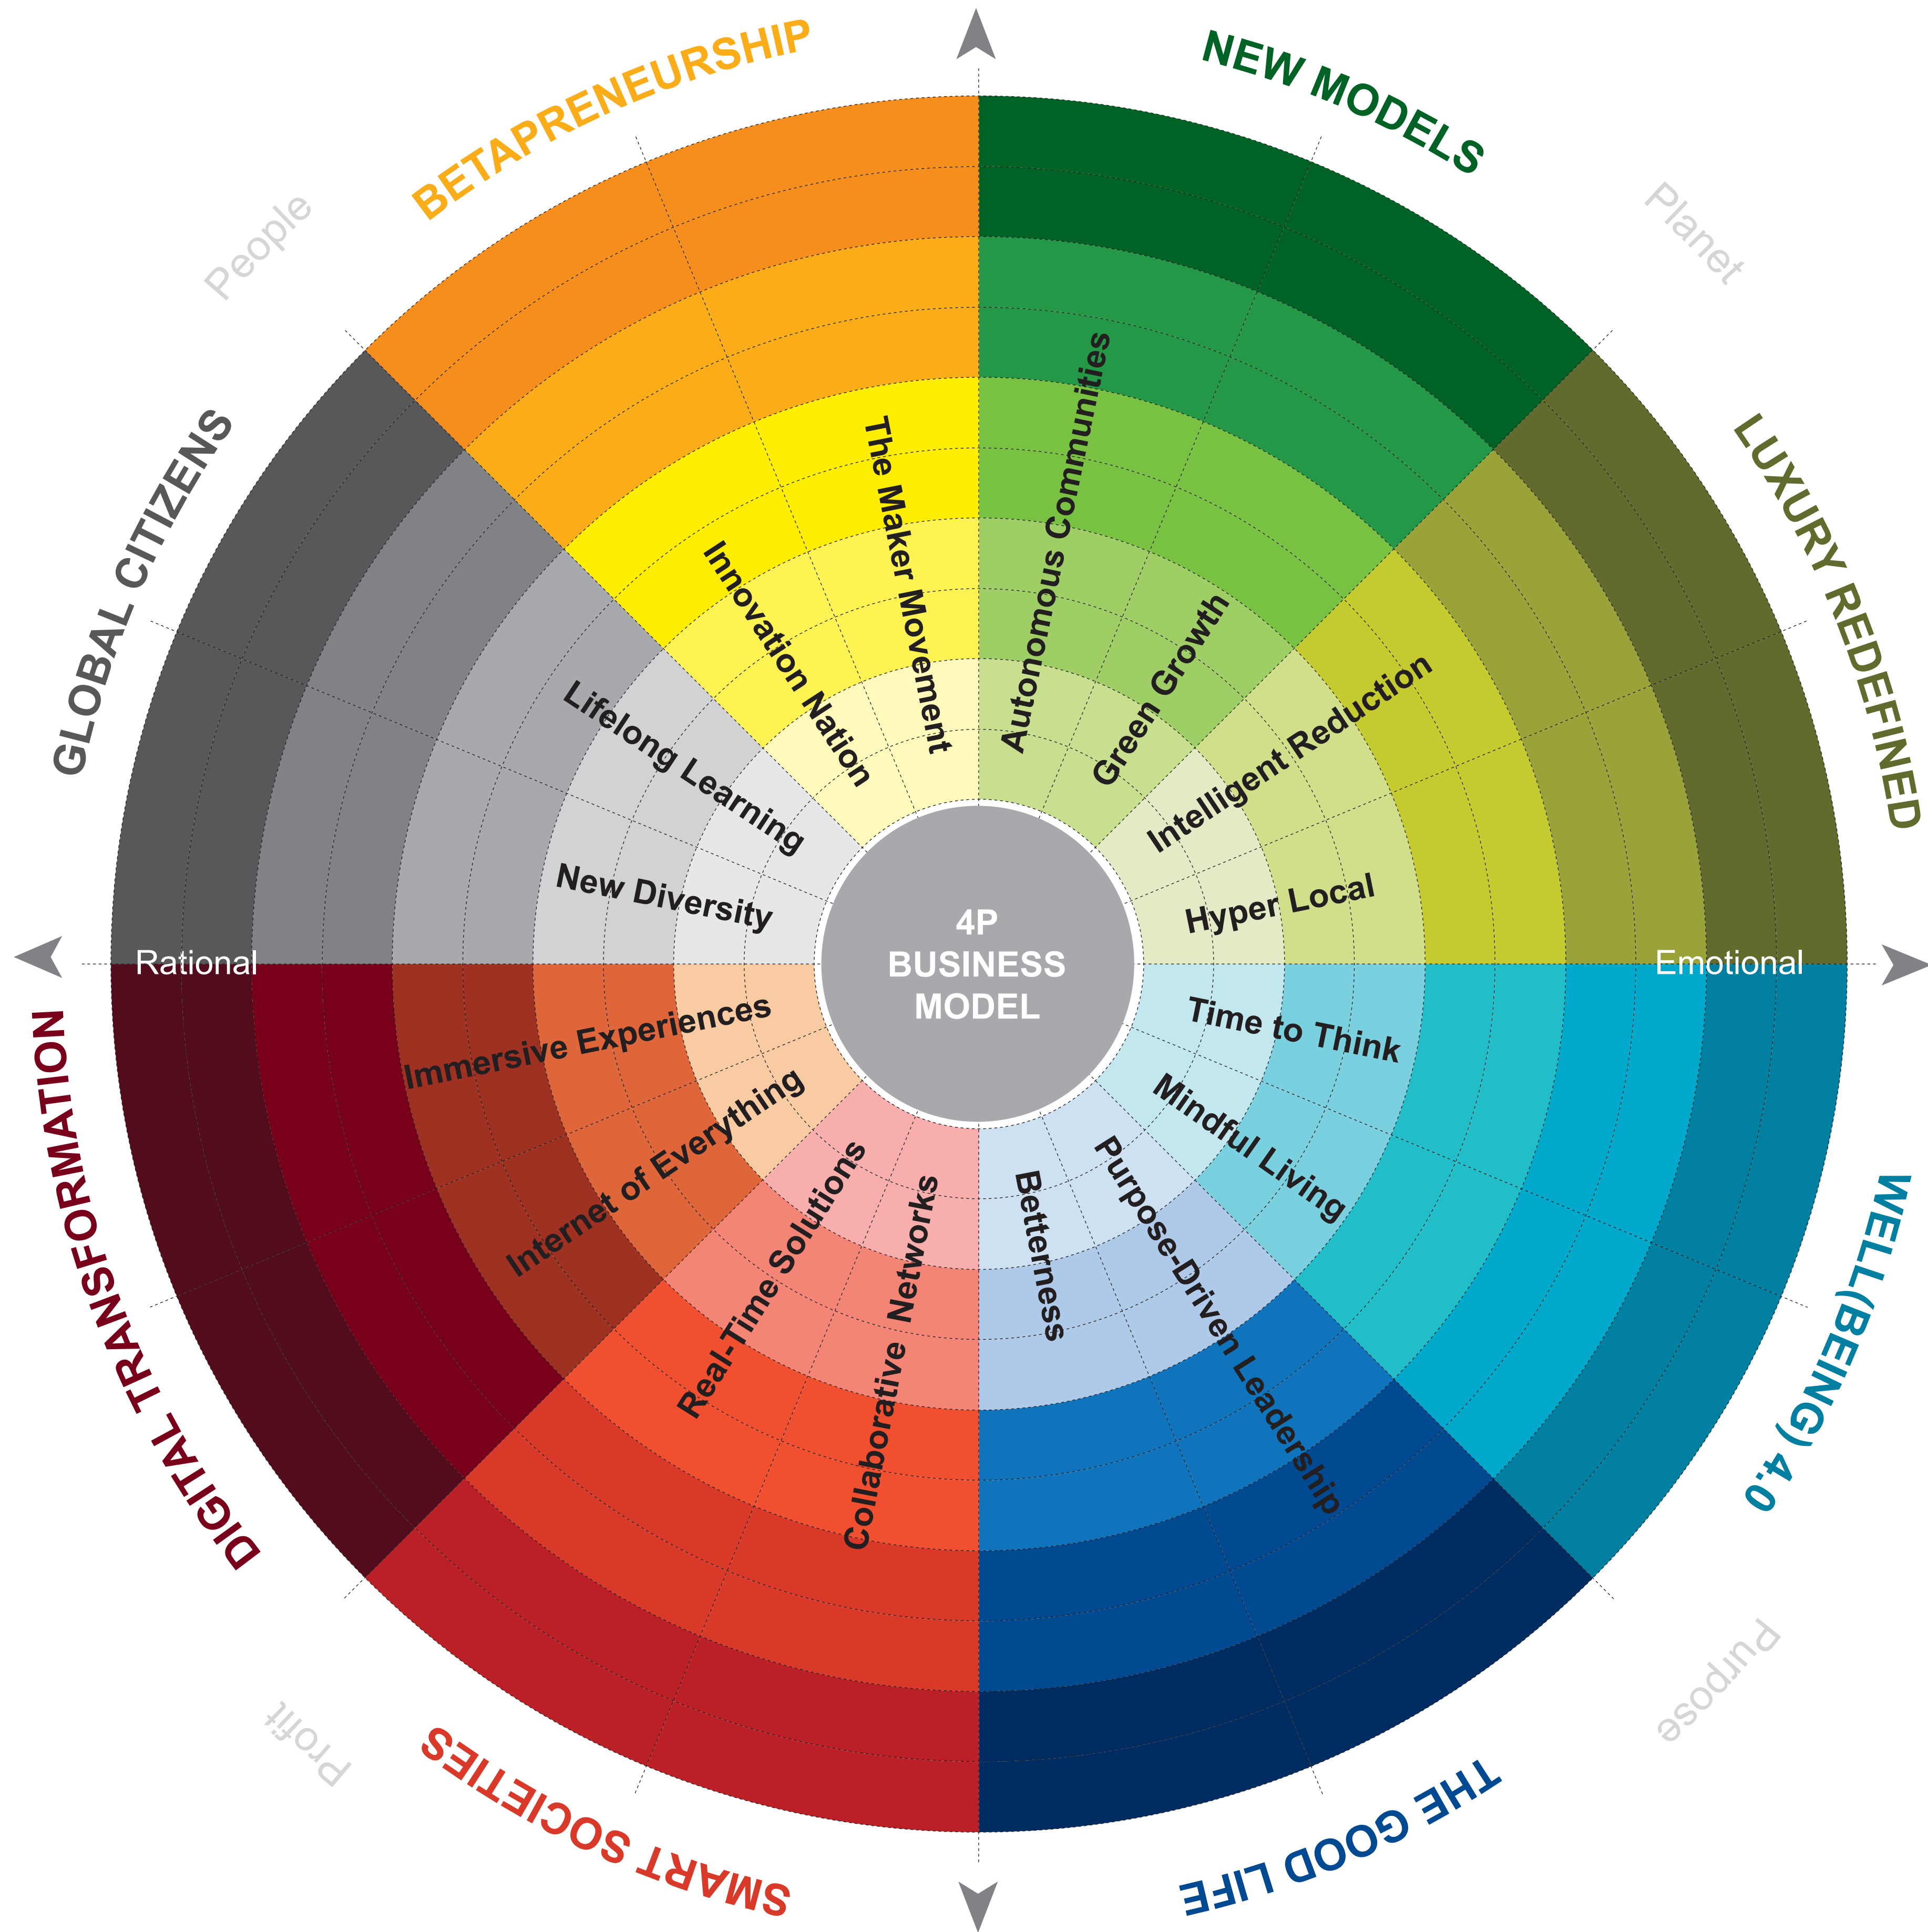 BETAPRENEURSHIP
NEW MODELS
People
Planet
GLOBAL CITIZENS
LUXURY REDEFINED
The Maker Movement
Innovation Nation
Autonomous Communities
Green Growth
Lifelong Learning
New Diversity
Intelligent Reduction
Hyper Local
Rational
4P
BUSINESS
MODEL
Emotional
Immersive Experiences
Internet of Everything
Time to Think
Mindful Living
Real-Time Solutions
Collaborative Networks
Betterness
Purpose-Driven Leadership
DIGITAL TRANSFORMATION
WELL(BEING) 4.0
Profit
Purpose
SMART SOCIETIES
THE GOOD LIFE